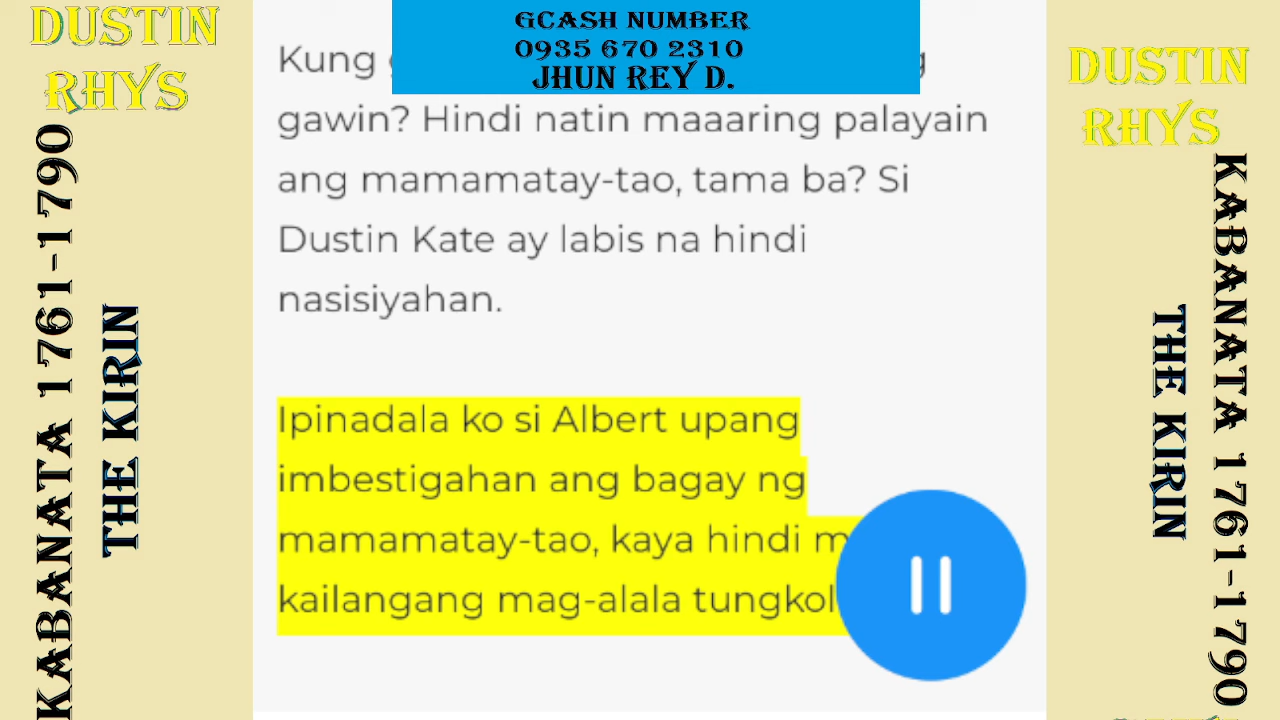 DUSTIN
RHYS
KABANATA 1761-1790
THE KIRIN
GCASH NUMBER
0935 670 2310
JHUN REY D.
Kung
gawin? Hindi natin maaaring palayain
ang mamamatay-tao, tama ba? Si
Dustin Kate ay labis na hindi
nasisiyahan.
Ipinadala ko si Albert upang
imbestigahan ang bagay ng
mamamatay-tao, kaya hindi
kailangang mag-alala tungkol
DUSTIN
RHYS
KABANATA 1761-1790
THE KIRIN